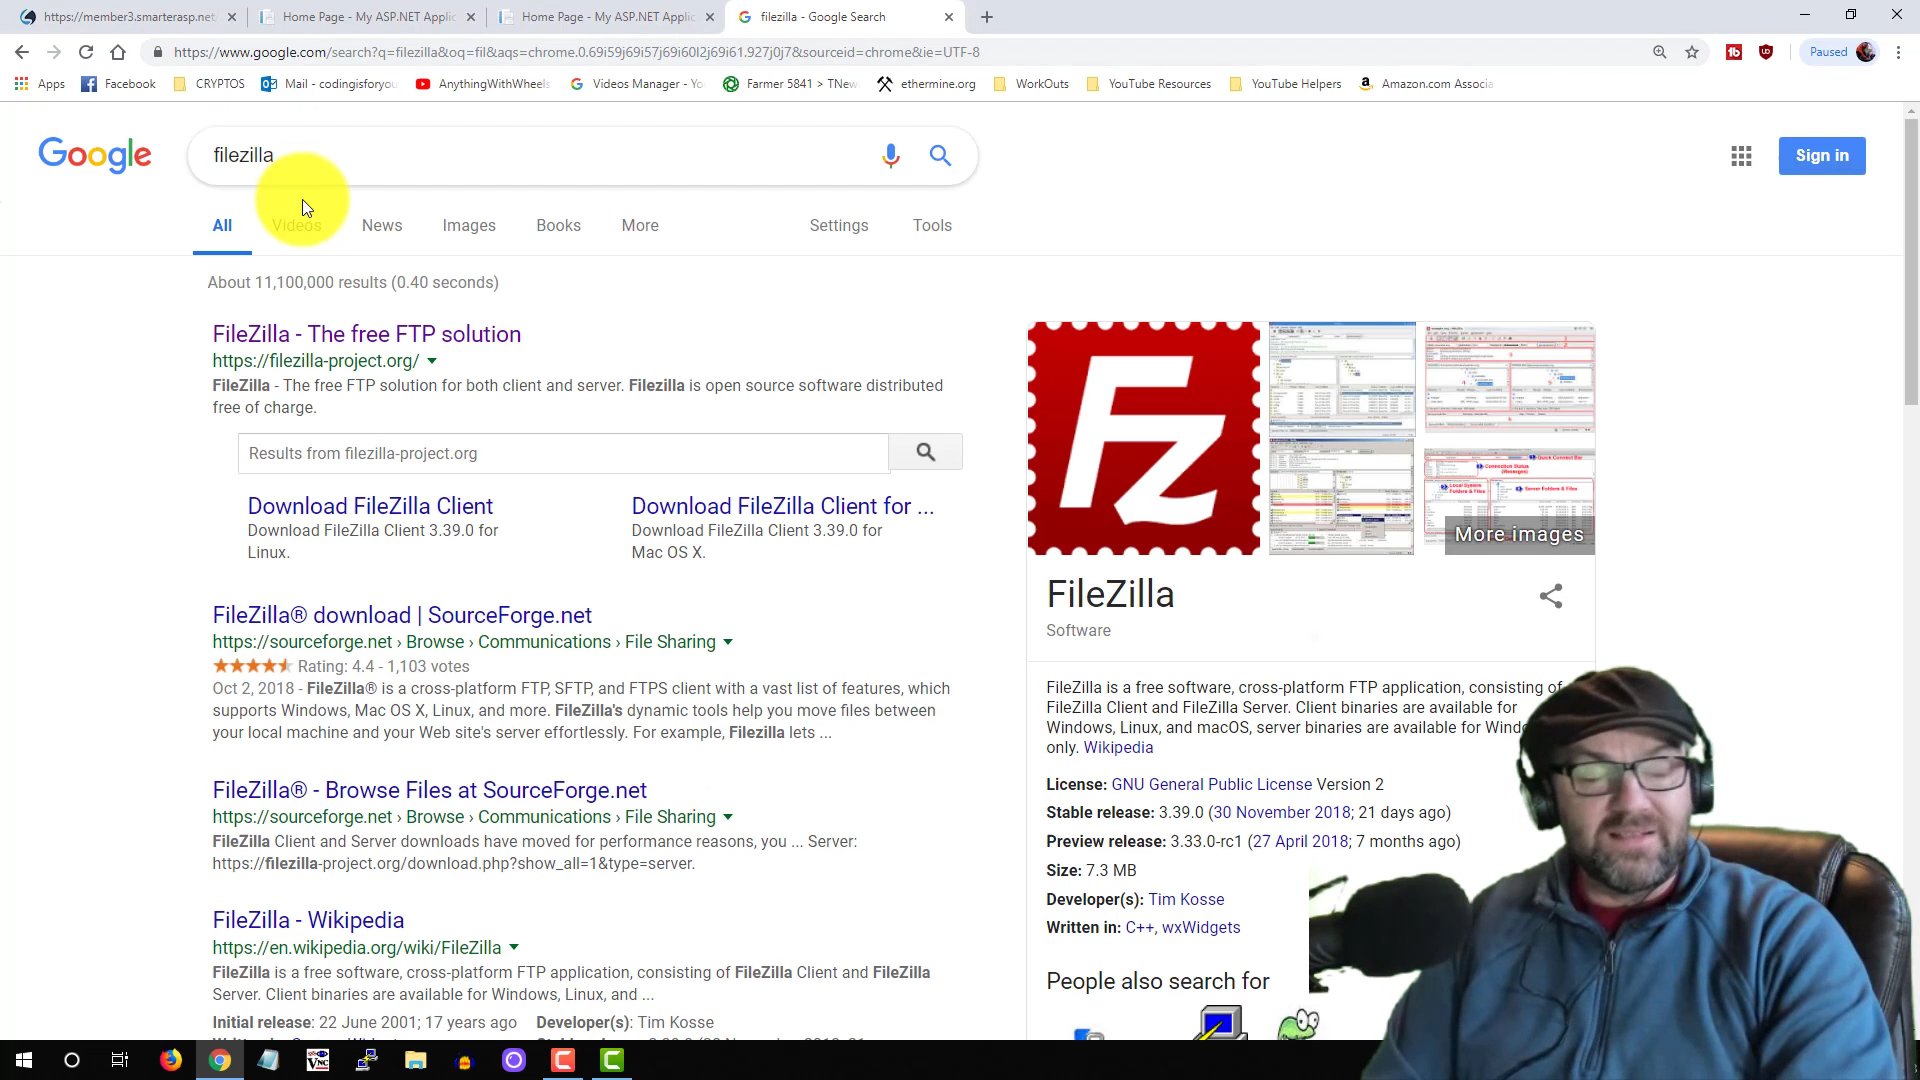 https://member3.smarterasp.net
Home Page - My ASP.NET Applic
Home Page - My ASP.NET Applic
filezilla - Google Search
https://www.google.com/search?q=filezilla&oq=fil&aqs=chrome.0.69i59j69i57j69i60l2j69i61.927j0j7&sourceid=chrome&ie=UTF-8
Paused
Apps
Facebook
CRYPTOS
Mail - codingisforyou
AnythingWithWheels
Videos Manager - Yo
Farmer 5841 > TNew
ethermine.org
WorkOuts
YouTube Resources
YouTube Helpers
Amazon.com Associa
Google
filezilla
Sign in
All
Videos
News
Images
Books
More
Settings
Tools
About 11,100,000 results (0.40 seconds)
FileZilla - The free FTP solution
https://filezilla-project.org/
FileZilla - The free FTP solution for both client and server. Filezilla is open source software distributed
free of charge.
Results from filezilla-project.org
Download FileZilla Client
Download FileZilla Client 3.39.0 for
Linux.
Download FileZilla Client for ...
Download FileZilla Client 3.39.0 for
Mac OS X.
FileZilla® download | SourceForge.net
https://sourceforge.net › Browse › Communications › File Sharing
Rating: 4.4 - 1,103 votes
Oct 2, 2018 - FileZilla® is a cross-platform FTP, SFTP, and FTPS client with a vast list of features, which
supports Windows, Mac OS X, Linux, and more. FileZilla's dynamic tools help you move files between
your local machine and your Web site's server effortlessly. For example, Filezilla lets ...
FileZilla® - Browse Files at SourceForge.net
https://sourceforge.net › Browse › Communications › File Sharing
FileZilla Client and Server downloads have moved for performance reasons, you ... Server:
https://filezilla-project.org/download.php?show_all=1&type=server.
FileZilla - Wikipedia
https://en.wikipedia.org/wiki/FileZilla
FileZilla is a free software, cross-platform FTP application, consisting of FileZilla Client and FileZilla
Server. Client binaries are available for Windows, Linux, and ...
Initial release: 22 June 2001; 17 years ago Developer(s): Tim Kosse
Fz
More images
FileZilla
Software
FileZilla is a free software, cross-platform FTP application, consisting of
FileZilla Client and FileZilla Server. Client binaries are available for
Windows, Linux, and macOS, server binaries are available for Windo
only. Wikipedia
License: GNU General Public License Version 2
Stable release: 3.39.0 (30 November 2018; 21 days ago)
Preview release: 3.33.0-rc1 (27 April 2018; 7 months ago)
Size: 7.3 MB
Developer(s): Tim Kosse
Written in: C++, wxWidgets
People also search for